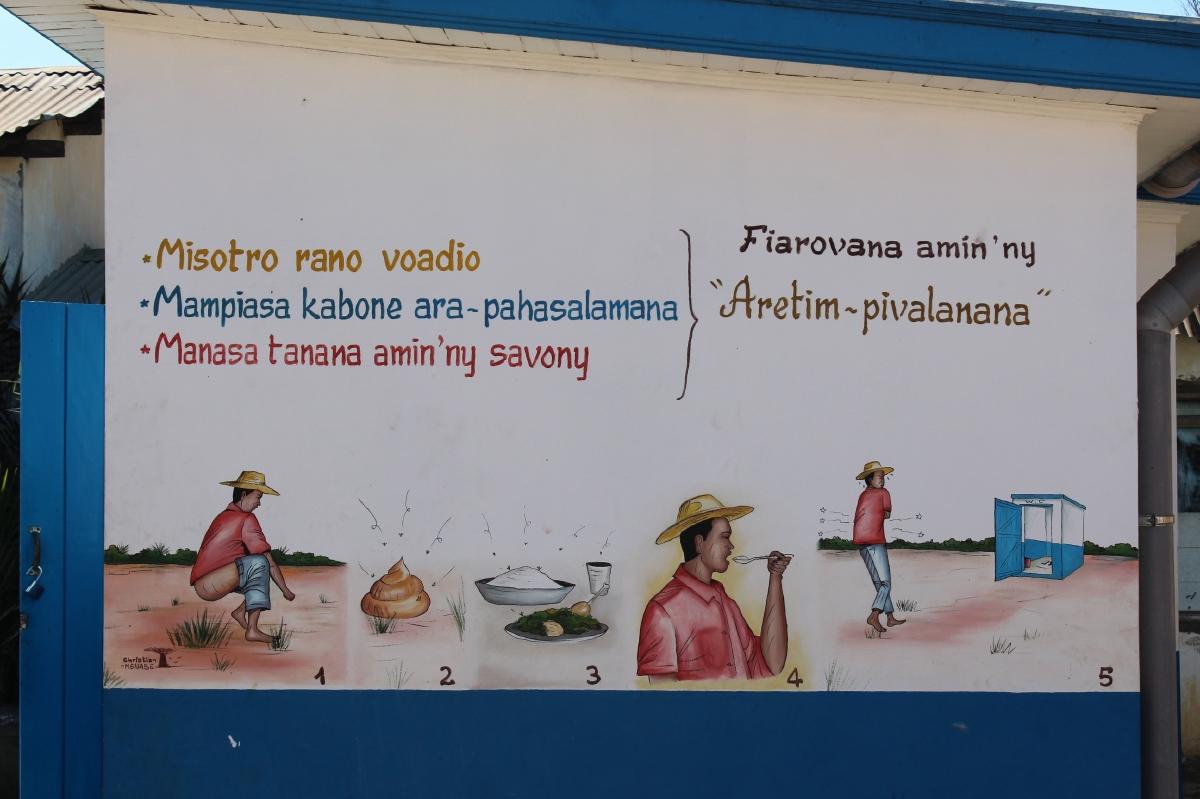 *Misotro rano voadio
*Mampiasa kabone ara-pahasalamana
*Manasa tanana amin'ny savony
Fiarovana amin'ny
"Aretim-pivalanana"
W.C
Christian
1
2
3
4
5